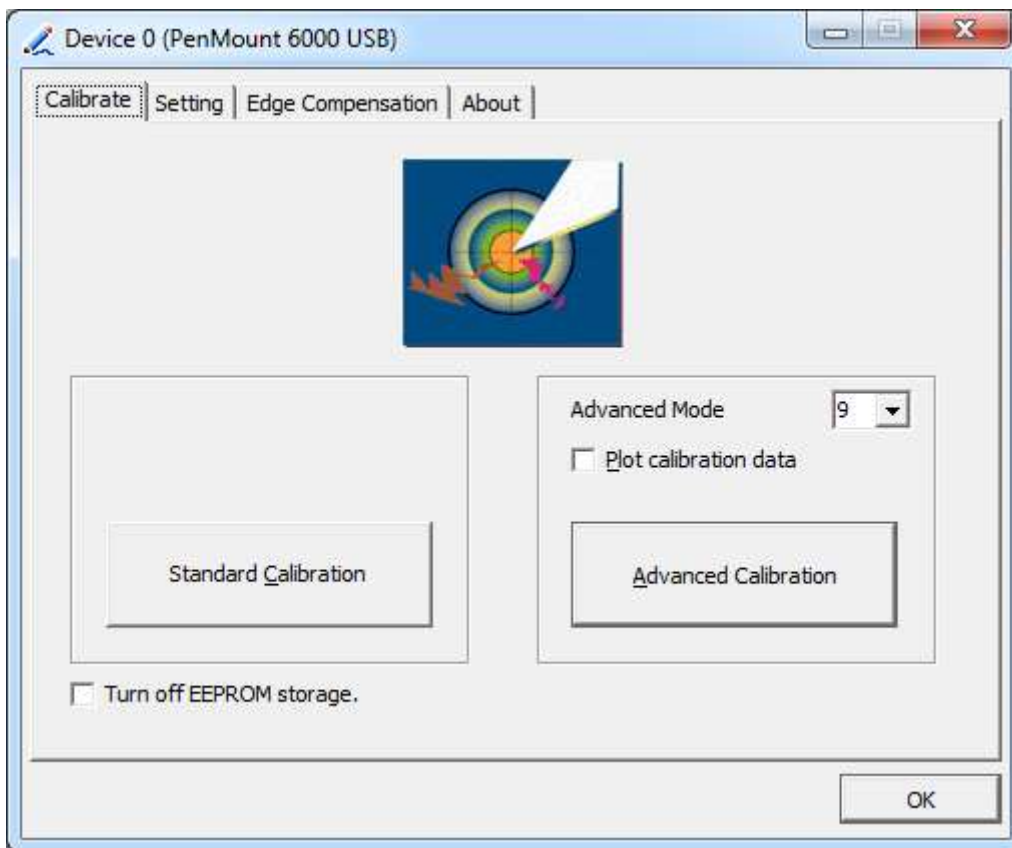 Device 0 (PenMount 6000 USB)
Calibrate Setting Edge Compensation About
Advanced Mode 9
Plot calibration data
Standard Calibration
Advanced Calibration
Turn off EEPROM storage.
OK